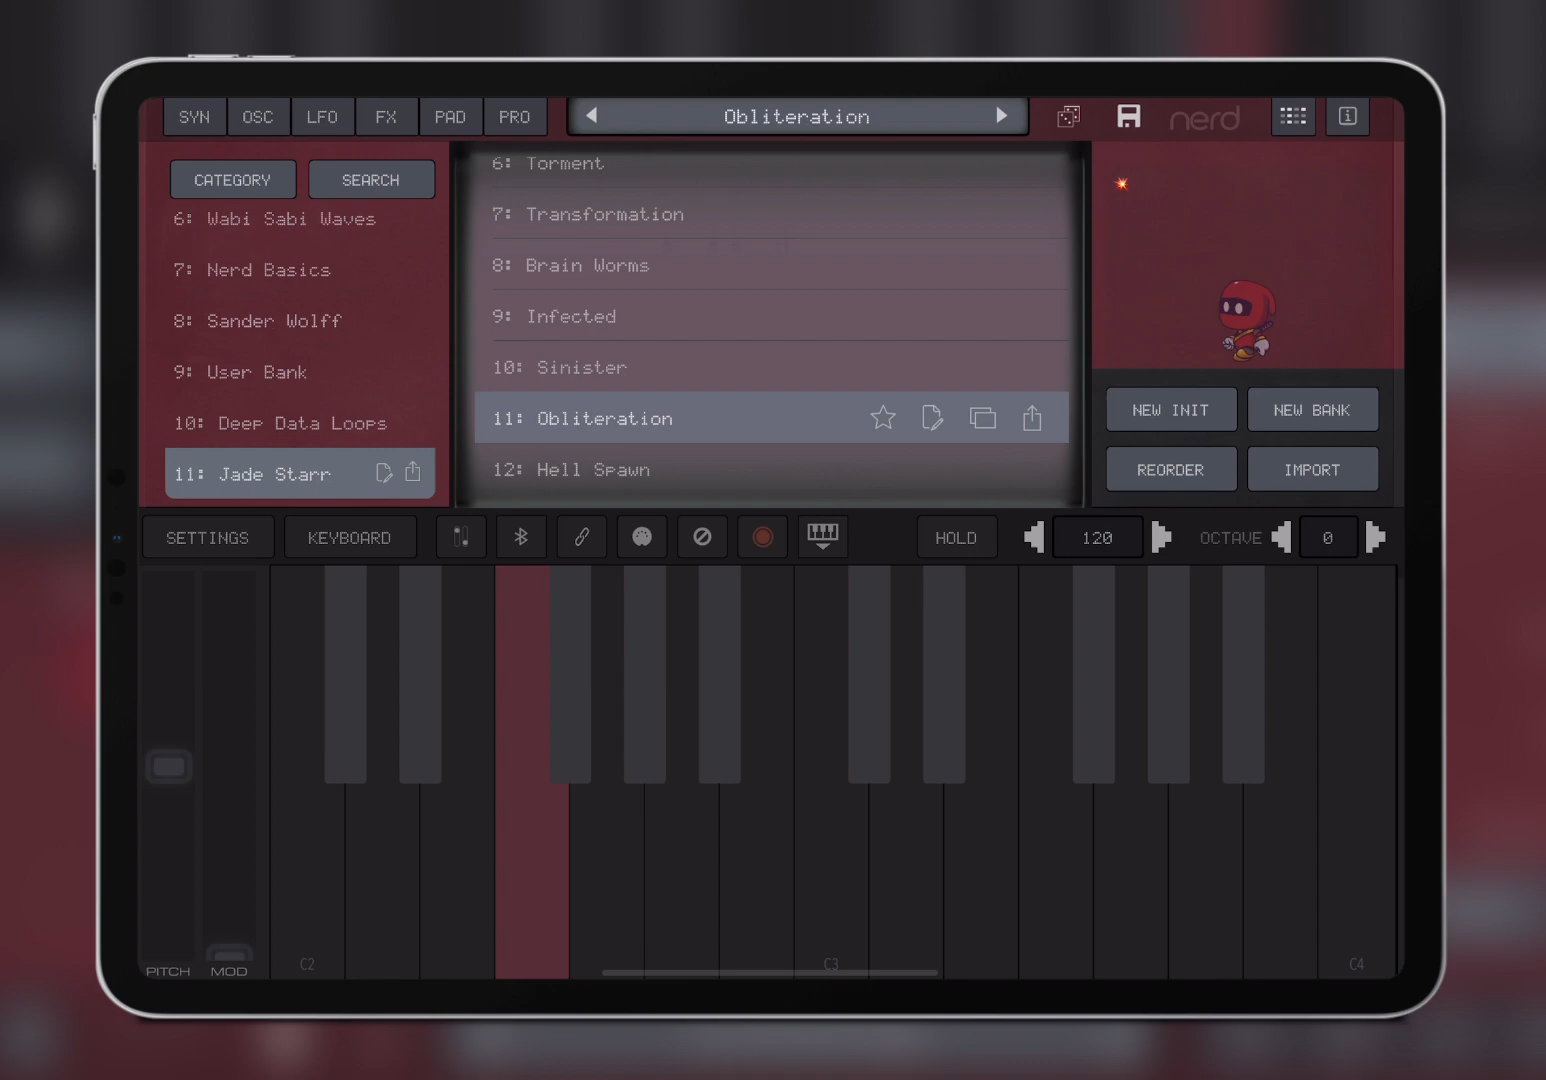 SYN OSC LFO FX PAD PRO Obliteration nerd
CATEGORY SEARCH
6: Wabi Sabi Waves
7: Nerd Basics
8: Sander Wolff
9: User Bank
10: Deep Data Loops
11: Jade Starr
6: Torment
7: Transformation
8: Brain Worms
9: Infected
10: Sinister
11: Obliteration
12: Hell Spawn
NEW INIT NEW BANK
REORDER IMPORT
SETTINGS KEYBOARD HOLD 120 OCTAVE 0
C2 C3 C4
PITCH MOD